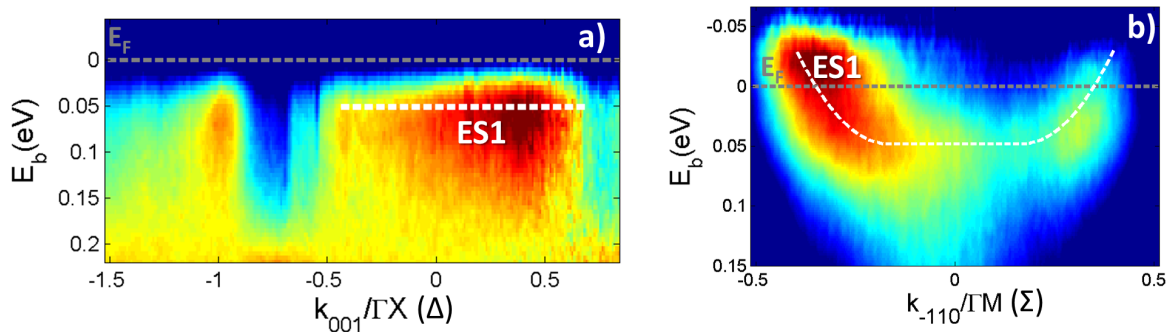 a)
E_F
0
0.05
0.1
0.15
0.2
E_b(eV)
ES1
-1.5
-1
-0.5
0
0.5
k_001/ΓX (Δ)
b)
-0.05
E_F
0
0.05
0.1
0.15
E_b(eV)
ES1
-0.5
0
0.5
k_-110/ΓM (Σ)